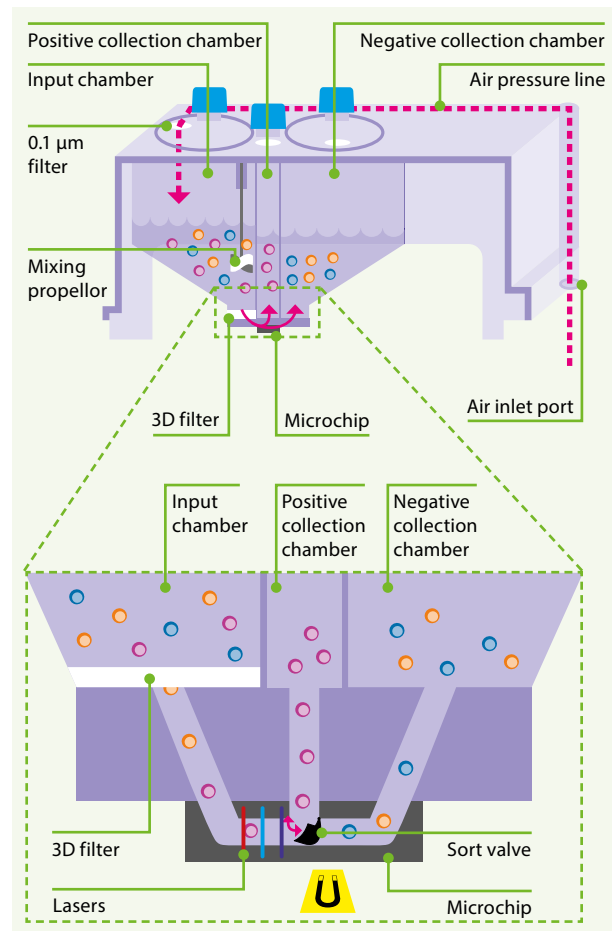 Positive collection chamber
Negative collection chamber
Input chamber
Air pressure line
0.1 µm
filter
Mixing
propellor
3D filter
Microchip
Air inlet port
Input
chamber
Positive
collection
chamber
Negative
collection
chamber
3D filter
Sort valve
Lasers
Microchip